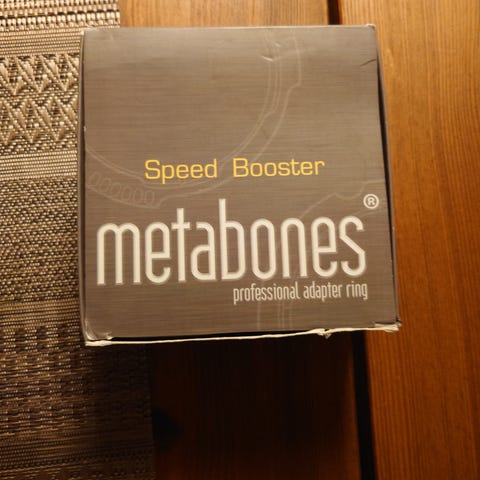 Speed Booster
metabones®
professional adapter ring